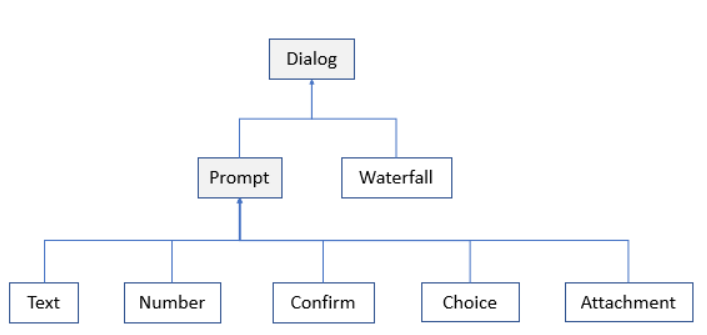 Dialog
Prompt
Waterfall
Text
Number
Confirm
Choice
Attachment